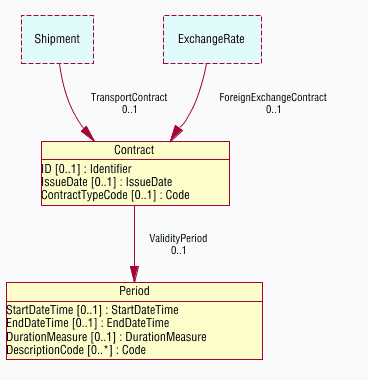 Shipment
ExchangeRate
TransportContract
0..1
ForeignExchangeContract
0..1
Contract
ID [0..1] : Identifier
IssueDate [0..1] : IssueDate
ContractTypeCode [0..1] : Code
ValidityPeriod
0..1
Period
StartDateTime [0..1] : StartDateTime
EndDateTime [0..1] : EndDateTime
DurationMeasure [0..1] : DurationMeasure
DescriptionCode [0..*] : Code